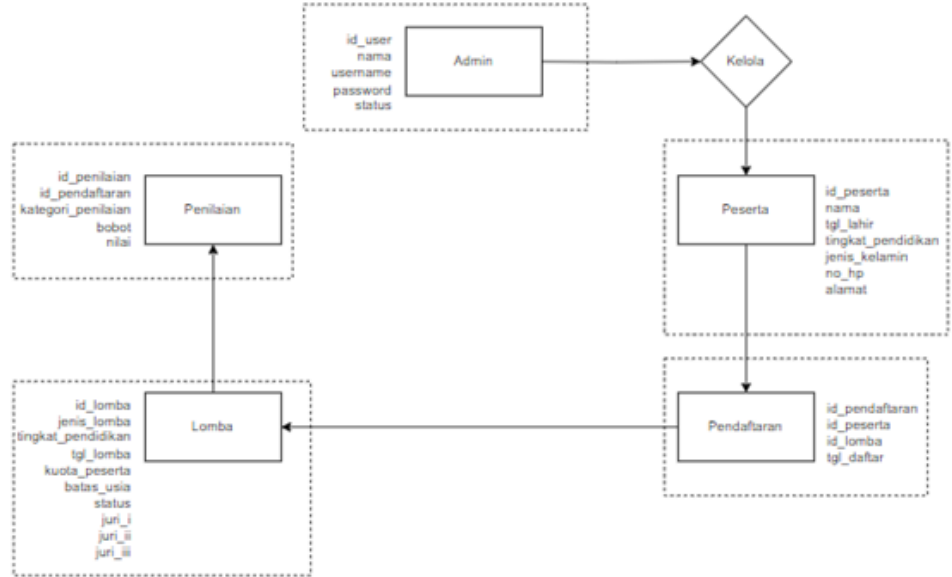 id_user
nama
username
password
status
Admin
Kelola
id_penilaian
id_pendaftaran
kategori_penilaian
bobot
nilai
Penilaian
Peserta
id_peserta
nama
tgl_lahir
tingkat_pendidikan
jenis_kelamin
no_hp
alamat
id_lomba
jenis_lomba
tingkat_pendidikan
tgl_lomba
kuota_peserta
batas_usia
status
juri_i
juri_ii
juri_iii
Lomba
Pendaftaran
id_pendaftaran
id_peserta
id_lomba
tgl_daftar